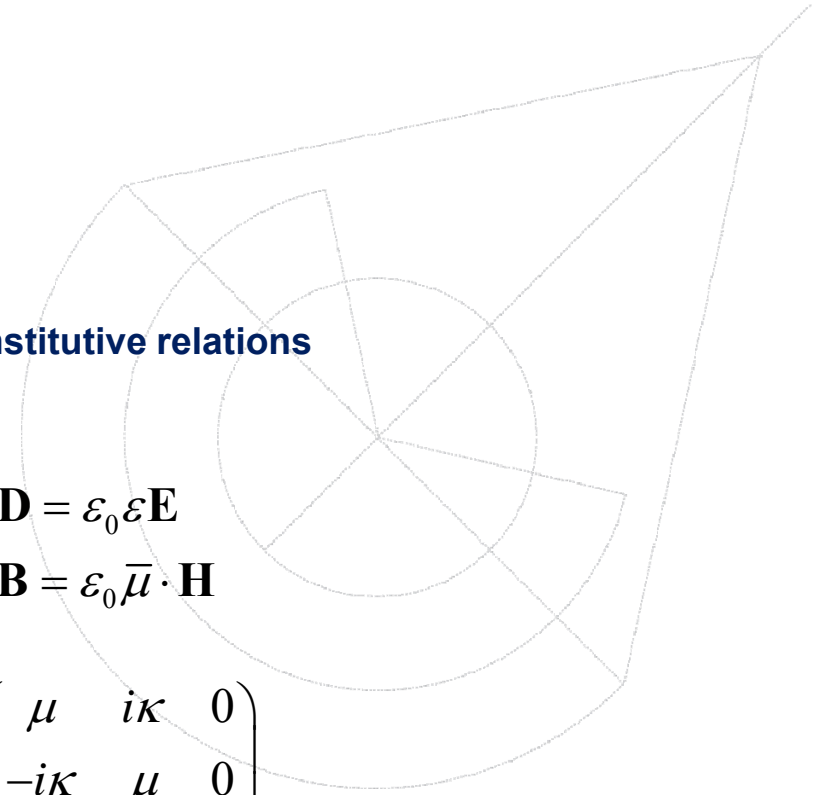 nstitutive relations
D = ε₀εE
B = ε₀μ̅ · H
μ iκ 0
−iκ μ 0